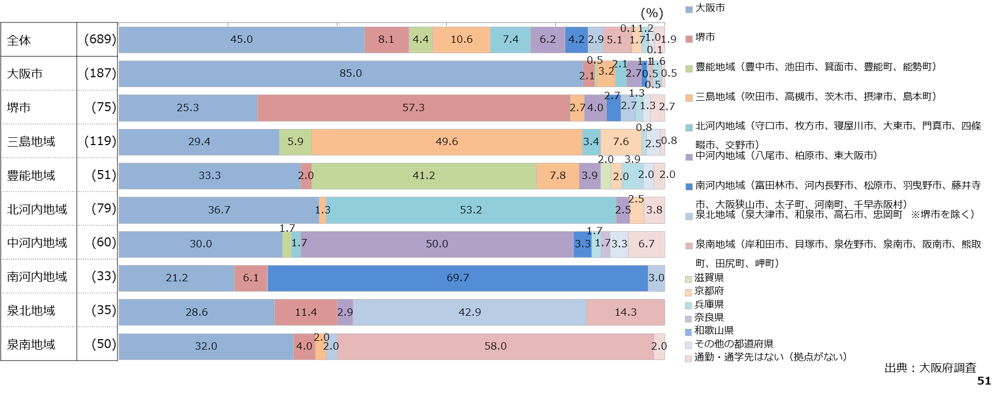 (%)
全体 (689) 45.0 8.1 4.4 10.6 7.4 6.2 4.2 2.9 5.1 0.1 1.7 1.2 0.1 1.0 1.9
大阪市 (187) 85.0 2.1 0.5 3.2 2.1 2.7 1.1 0.5 0.5 1.6 0.5
堺市 (75) 25.3 57.3 2.7 4.0 2.7 2.7 1.3 1.3 2.7
三島地域 (119) 29.4 5.9 49.6 3.4 7.6 0.8 2.5 0.8
豊能地域 (51) 33.3 2.0 41.2 7.8 3.9 2.0 2.0 3.9 2.0 2.0
北河内地域 (79) 36.7 1.3 53.2 2.5 2.5 3.8
中河内地域 (60) 30.0 1.7 1.7 50.0 3.3 1.7 1.7 3.3 6.7
南河内地域 (33) 21.2 6.1 69.7 3.0
泉北地域 (35) 28.6 11.4 2.9 42.9 14.3
泉南地域 (50) 32.0 4.0 2.0 2.0 58.0 2.0
大阪市
堺市
豊能地域（豊中市、池田市、箕面市、豊能町、能勢町）
三島地域（吹田市、高槻市、茨木市、摂津市、島本町）
北河内地域（守口市、枚方市、寝屋川市、大東市、門真市、四條
畷市、交野市）
中河内地域（八尾市、柏原市、東大阪市）
南河内地域（富田林市、河内長野市、松原市、羽曳野市、藤井寺
市、大阪狭山市、太子町、河南町、千早赤阪村）
泉北地域（泉大津市、和泉市、高石市、忠岡町 ※堺市を除く）
泉南地域（岸和田市、貝塚市、泉佐野市、泉南市、阪南市、熊取
町、田尻町、岬町）
滋賀県
京都府
兵庫県
奈良県
和歌山県
その他の都道府県
通勤・通学先はない（拠点がない）
出典：大阪府調査
51